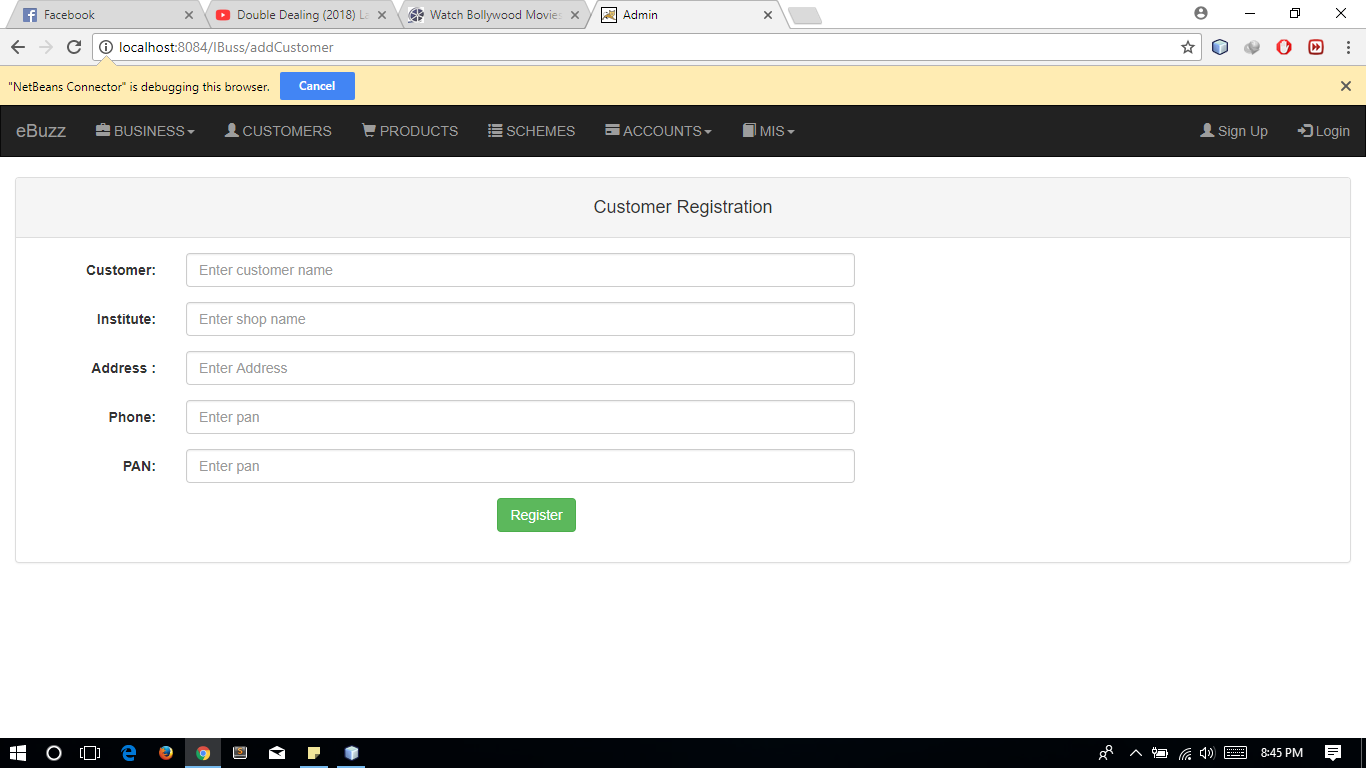 Facebook
Double Dealing (2018) La
Watch Bollywood Movies
Admin
localhost:8084/IBuss/addCustomer
"NetBeans Connector" is debugging this browser. Cancel
eBuzz BUSINESS CUSTOMERS PRODUCTS SCHEMES ACCOUNTS MIS Sign Up Login
Customer Registration
Customer: Enter customer name
Institute: Enter shop name
Address : Enter Address
Phone: Enter pan
PAN: Enter pan
Register
8:45 PM